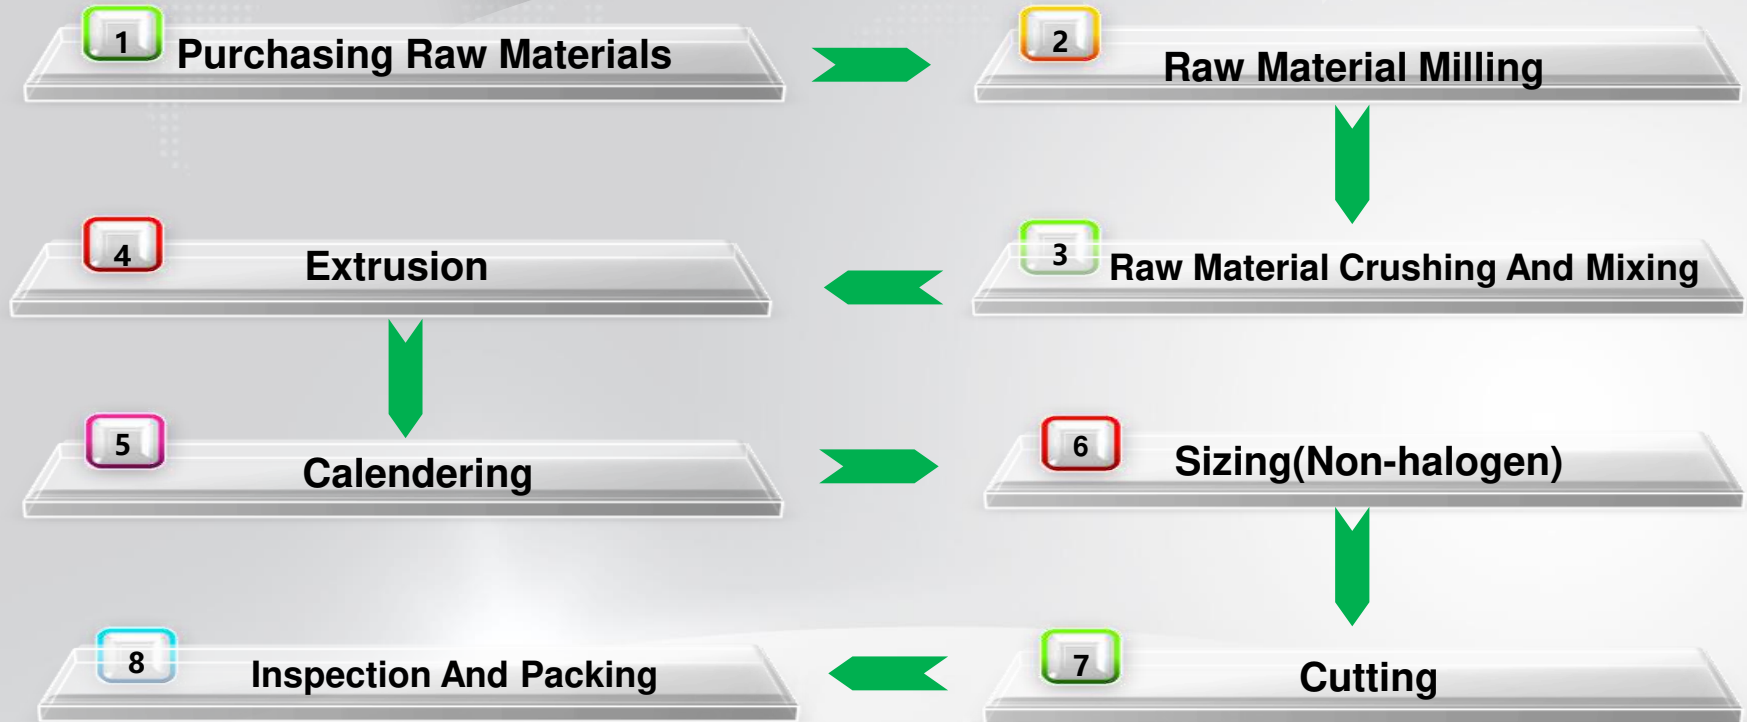 1 Purchasing Raw Materials
2 Raw Material Milling
3 Raw Material Crushing And Mixing
4 Extrusion
5 Calendering
6 Sizing(Non-halogen)
7 Cutting
8 Inspection And Packing